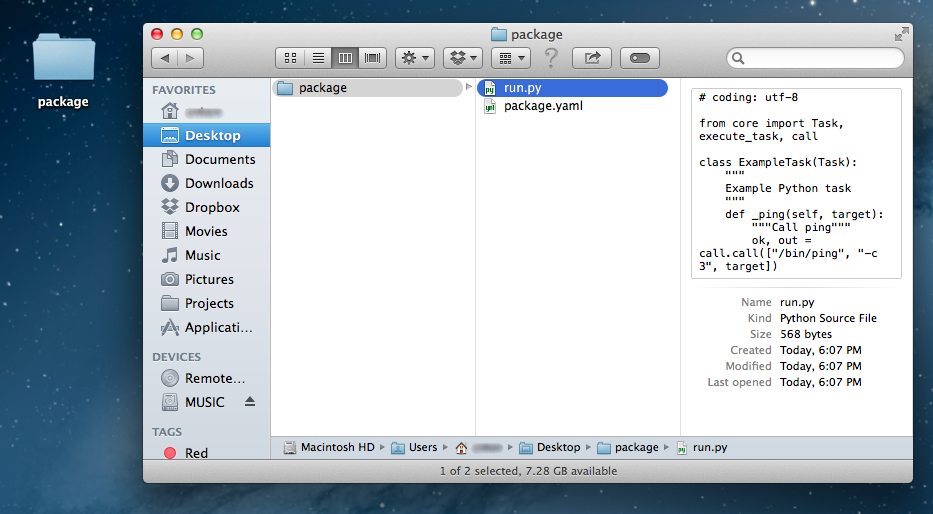 package
package
FAVORITES
Desktop
Documents
Downloads
Dropbox
Movies
Music
Pictures
Projects
Applicati...
DEVICES
Remote...
MUSIC
TAGS
Red
package
run.py
package.yaml
# coding: utf-8
from core import Task,
execute_task, call
class ExampleTask(Task):
"""
Example Python task
"""
def _ping(self, target):
"""Call ping"""
ok, out =
call.call(["/bin/ping", "-c
3", target])
Name run.py
Kind Python Source File
Size 568 bytes
Created Today, 6:07 PM
Modified Today, 6:07 PM
Last opened Today, 6:07 PM
Macintosh HD Users Desktop package run.py
1 of 2 selected, 7.28 GB available